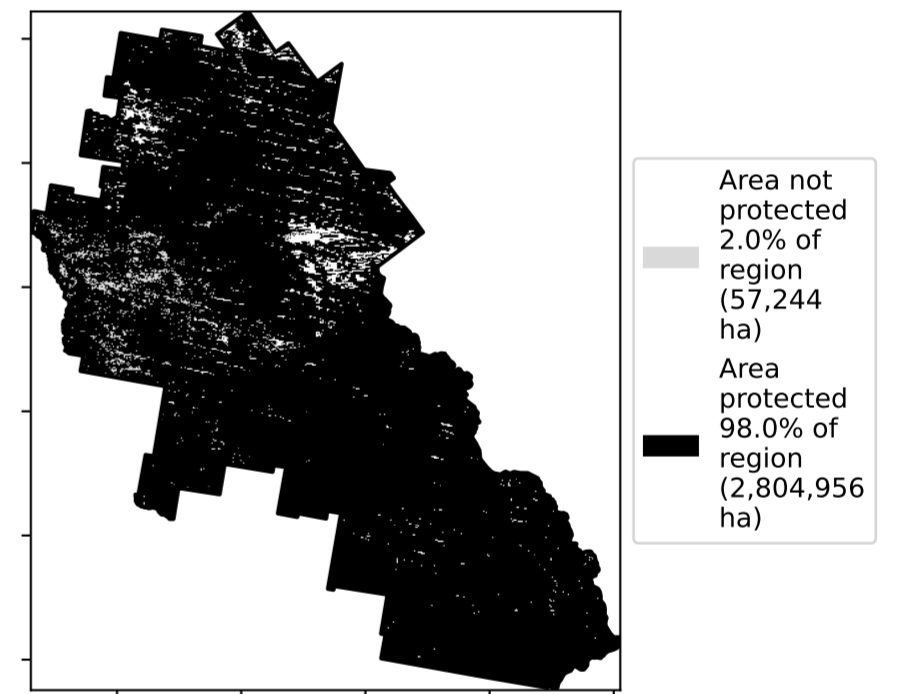 Area not
protected
2.0% of
region
(57,244
ha)
Area
protected
98.0% of
region
(2,804,956
ha)